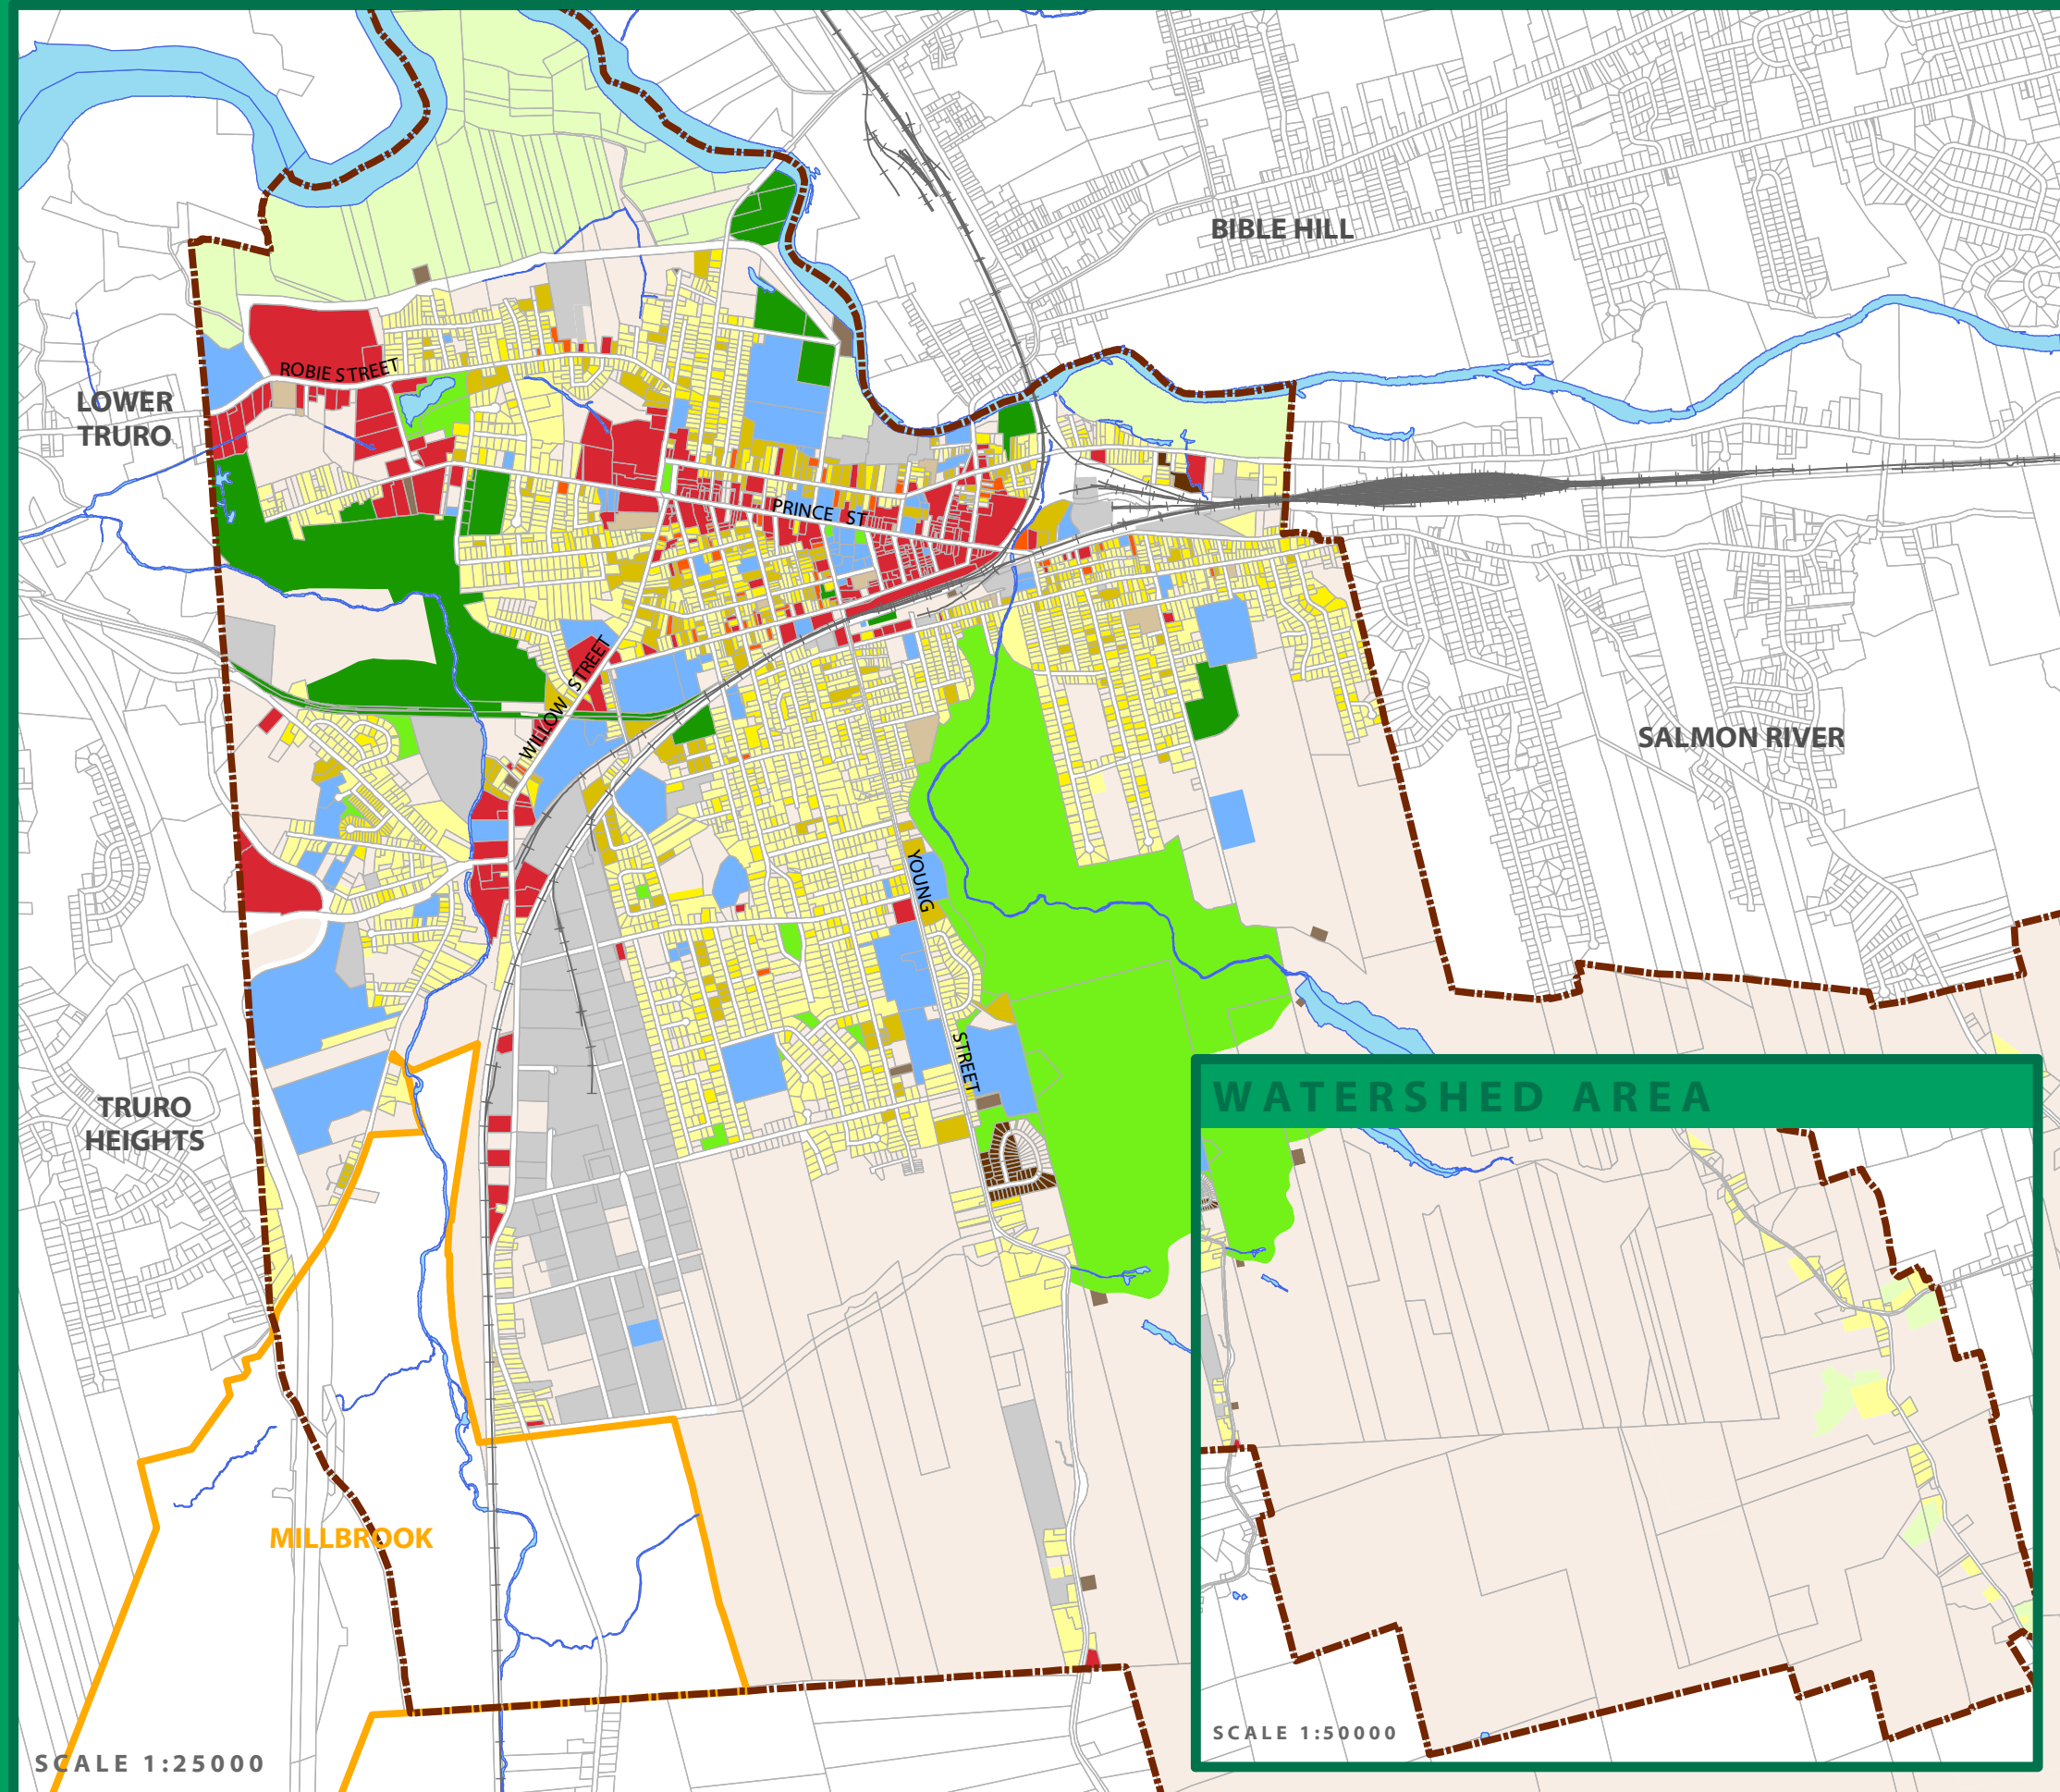 BIBLE HILL
ROBIE STREET
LOWER
TRURO
PRINCE ST
WILLOW STREET
SALMON RIVER
YOUNG
STREET
WATERSHED AREA
TRURO
HEIGHTS
MILLBROOK
SCALE 1:50000
SCALE 1:25000